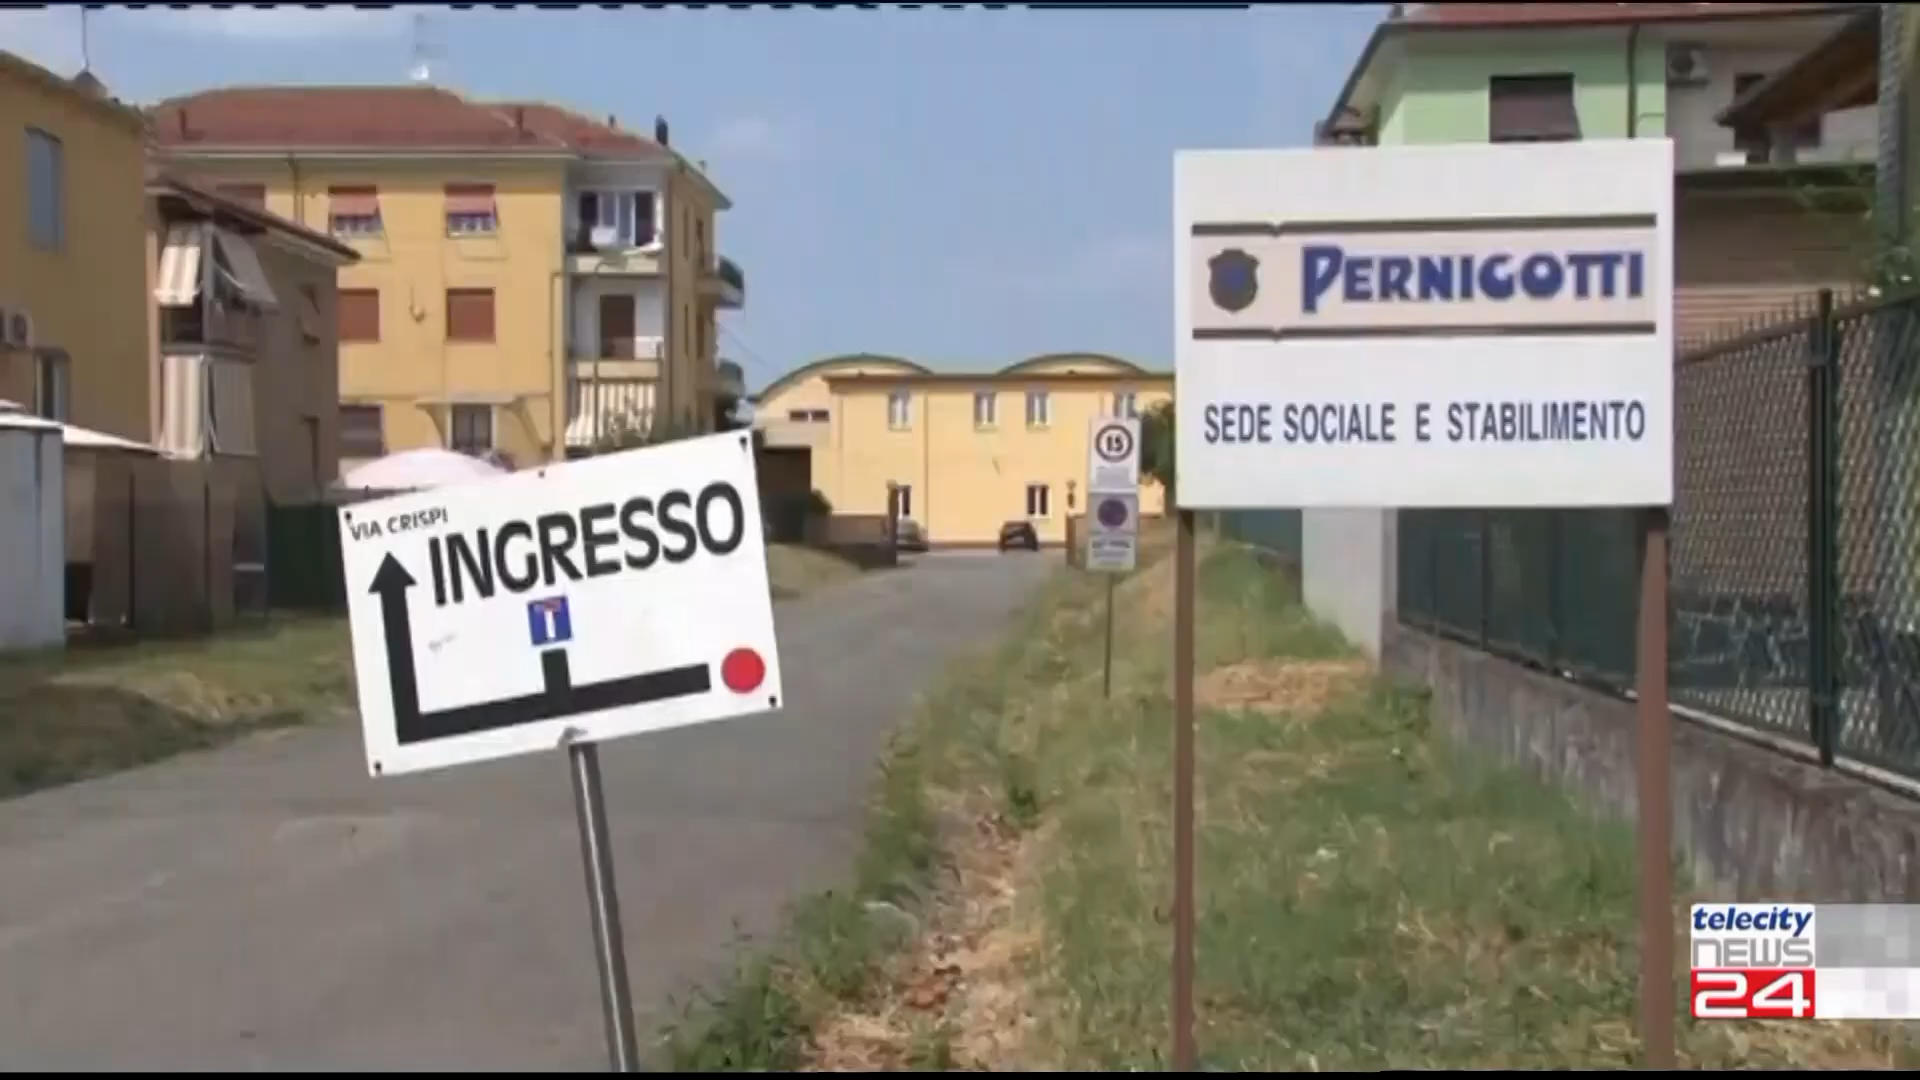 PERNIGOTTI
SEDE SOCIALE E STABILIMENTO
VIA CRISPI
INGRESSO
15
telecity
NEWS
24